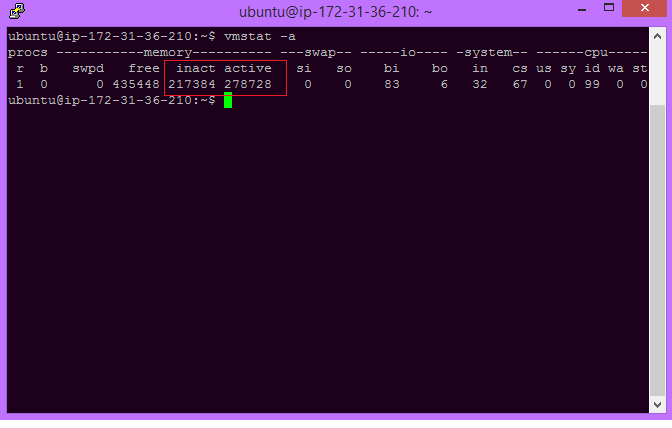 ubuntu@ip-172-31-36-210: ~
ubuntu@ip-172-31-36-210:~$ vmstat -a
procs -----------memory---------- ---swap-- -----io---- -system-- ------cpu-----
 r  b   swpd   free  inact active   si   so    bi    bo   in   cs us sy id wa st
 1  0      0 435448 217384 278728    0    0    83     6   32   67  0  0 99  0  0
ubuntu@ip-172-31-36-210:~$